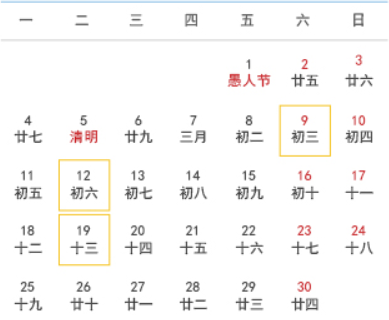 一 二 三 四 五 六 日
1 2 3
愚人节 廿五 廿六
4 5 6 7 8 9 10
廿七 清明 廿九 三月 初二 初三 初四
11 12 13 14 15 16 17
初五 初六 初七 初八 初九 初十 十一
18 19 20 21 22 23 24
十二 十三 十四 十五 十六 十七 十八
25 26 27 28 29 30
十九 廿十 廿一 廿二 廿三 廿四